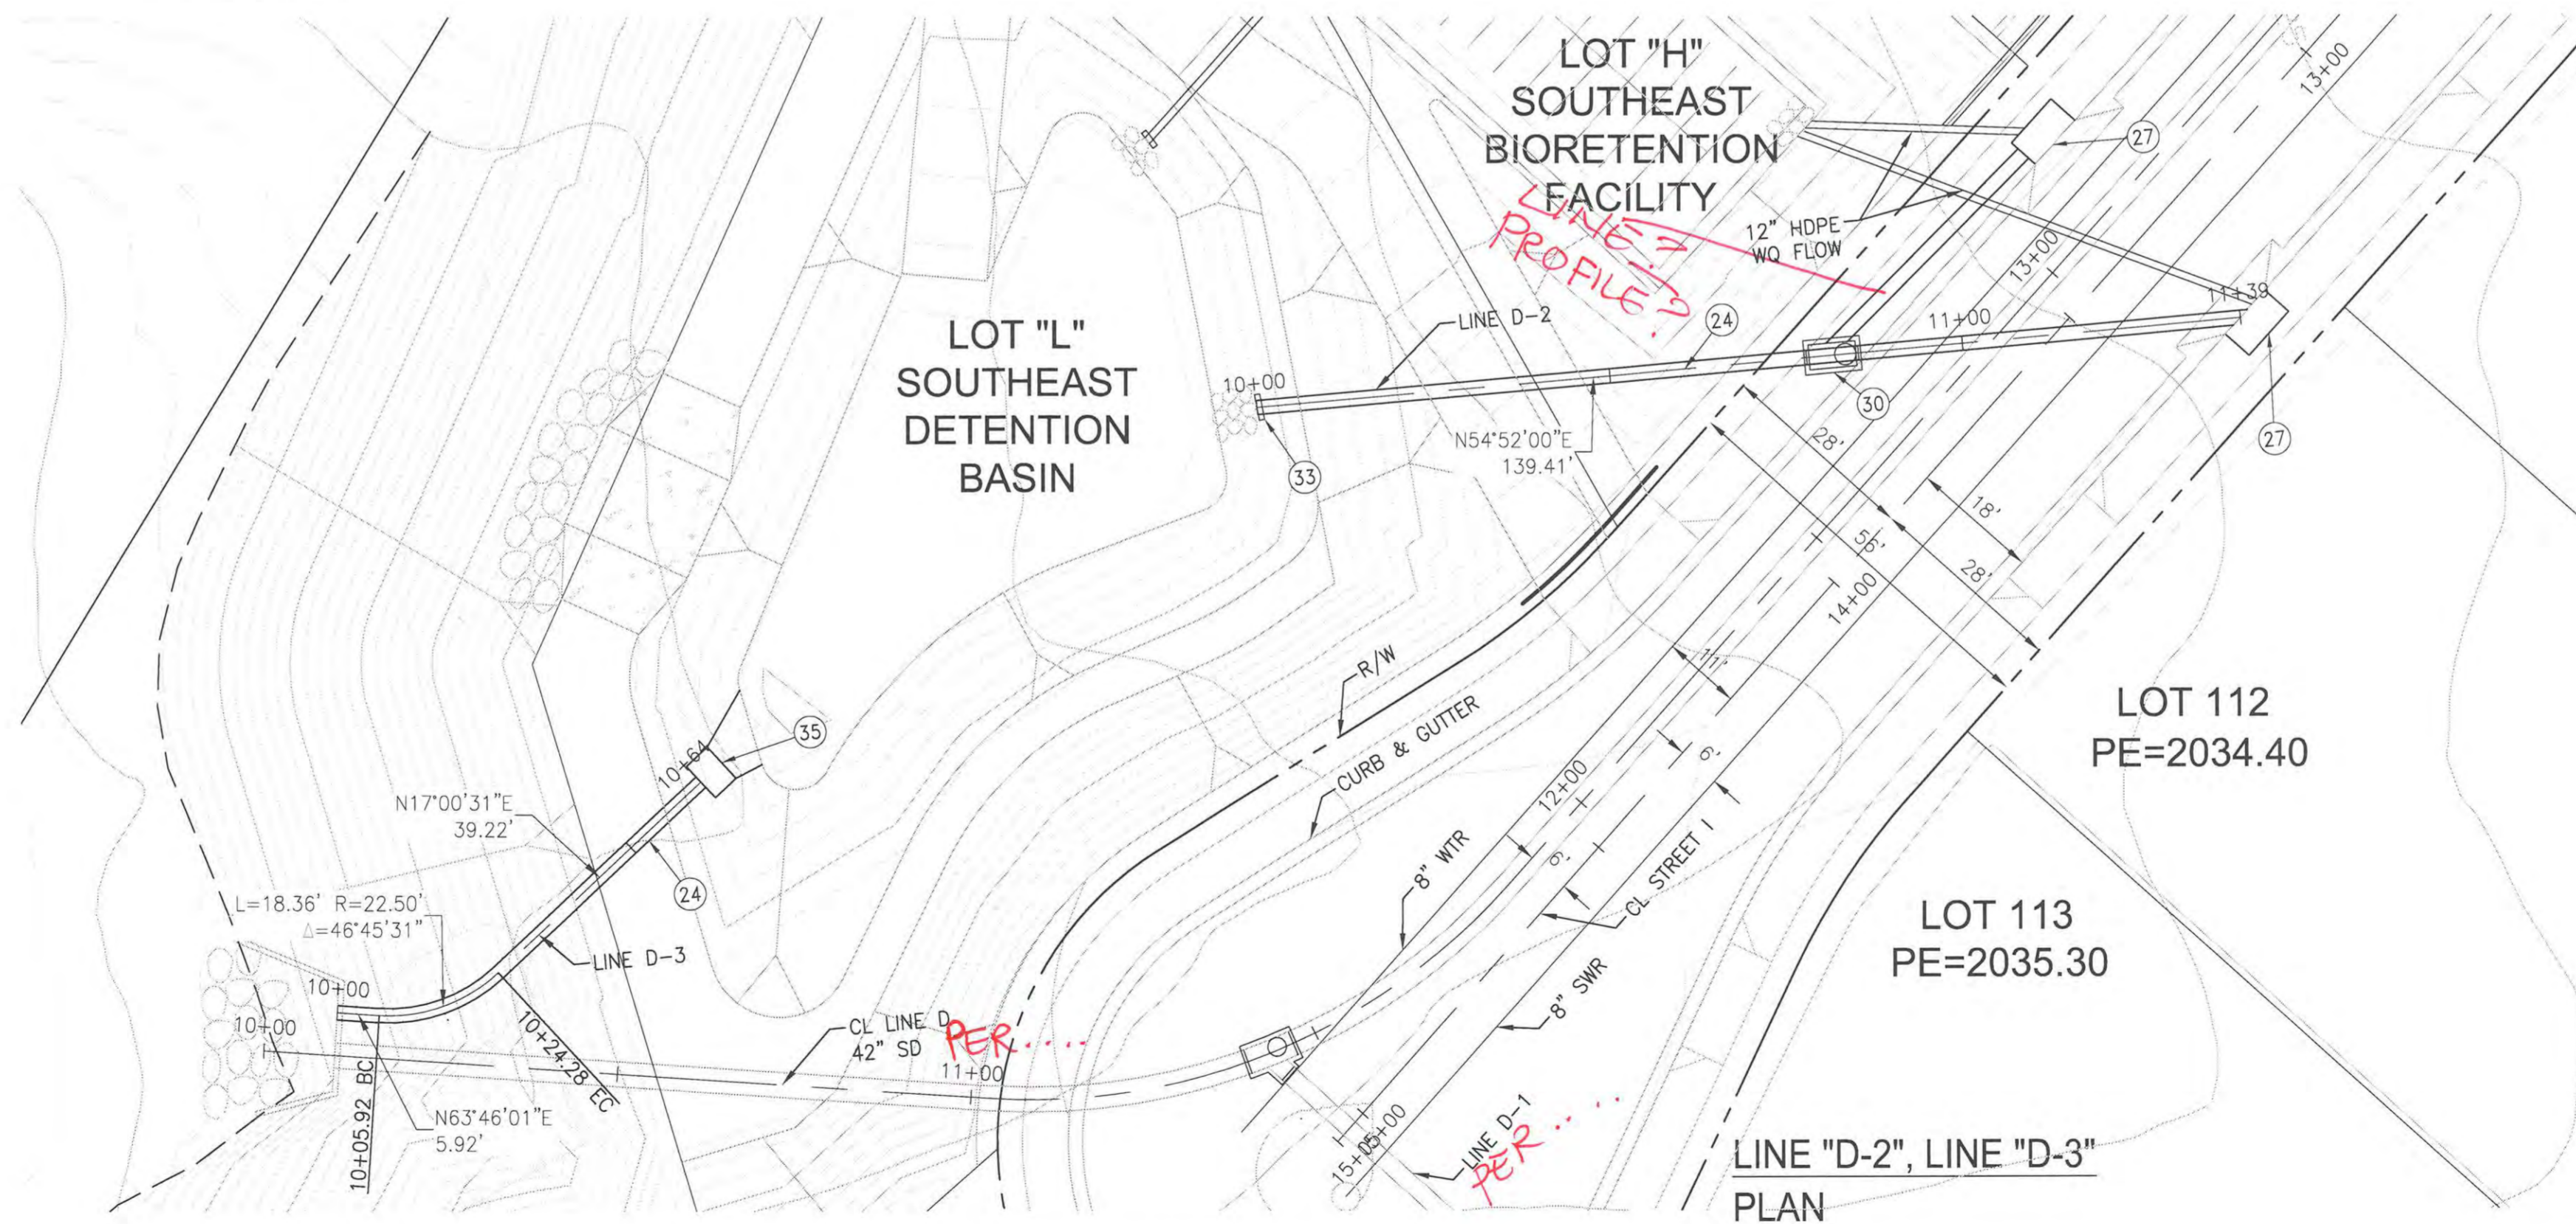 LOT "H"
SOUTHEAST
BIORETENTION
FACILITY
LINE?
PROFILE?
12" HDPE
WQ FLOW
27
13+00
13+00
11+39
11+00
LINE D-2
24
10+00
30
27
33
N54°52'00"E
139.41'
LOT "L"
SOUTHEAST
DETENTION
BASIN
28'
56'
28'
18'
14+00
11'
R/W
CURB & GUTTER
6'
6'
12+00
8" WTR
CL STREET I
8" SWR
LOT 112
PE=2034.40
LOT 113
PE=2035.30
35
10+64
N17°00'31"E
39.22'
24
L=18.36' R=22.50'
Δ=46°45'31"
LINE D-3
10+00
10+00
10+24.28 EC
10+05.92 BC
N63°46'01"E
5.92'
CL LINE D
42" SD
PER....
11+00
15+00
LINE D-1
PER....
LINE "D-2", LINE "D-3"
PLAN